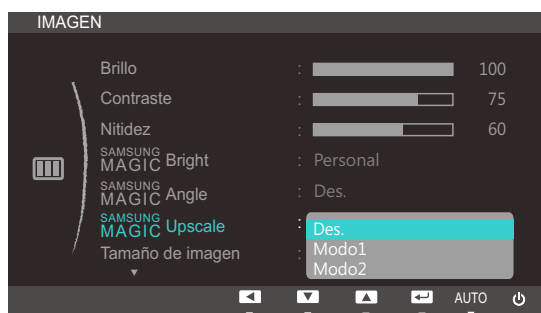 IMAGEN
Brillo : 100
Contraste : 75
Nitidez : 60
SAMSUNG MAGIC Bright : Personal
SAMSUNG MAGIC Angle : Des.
SAMSUNG MAGIC Upscale : Des.
Modo1
Tamaño de imagen : Modo2
AUTO